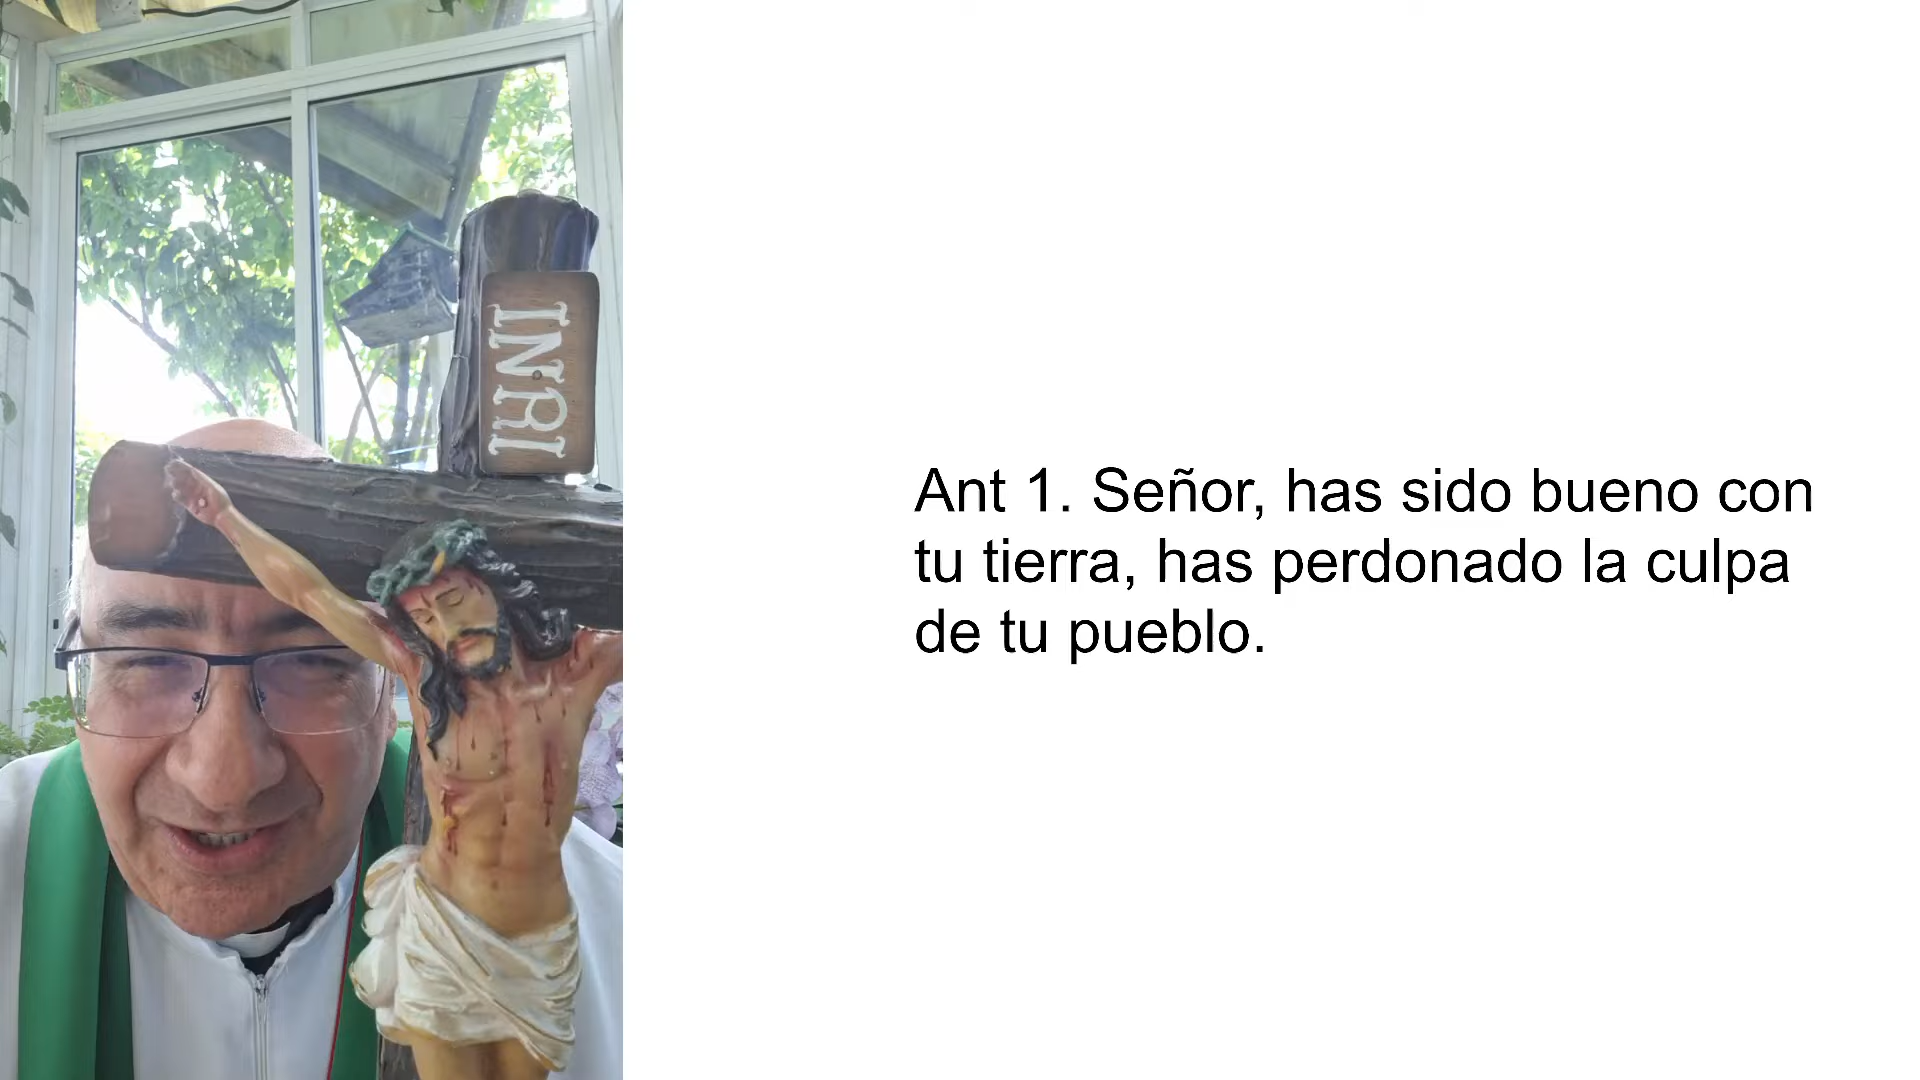 INRI
Ant 1. Señor, has sido bueno con
tu tierra, has perdonado la culpa
de tu pueblo.